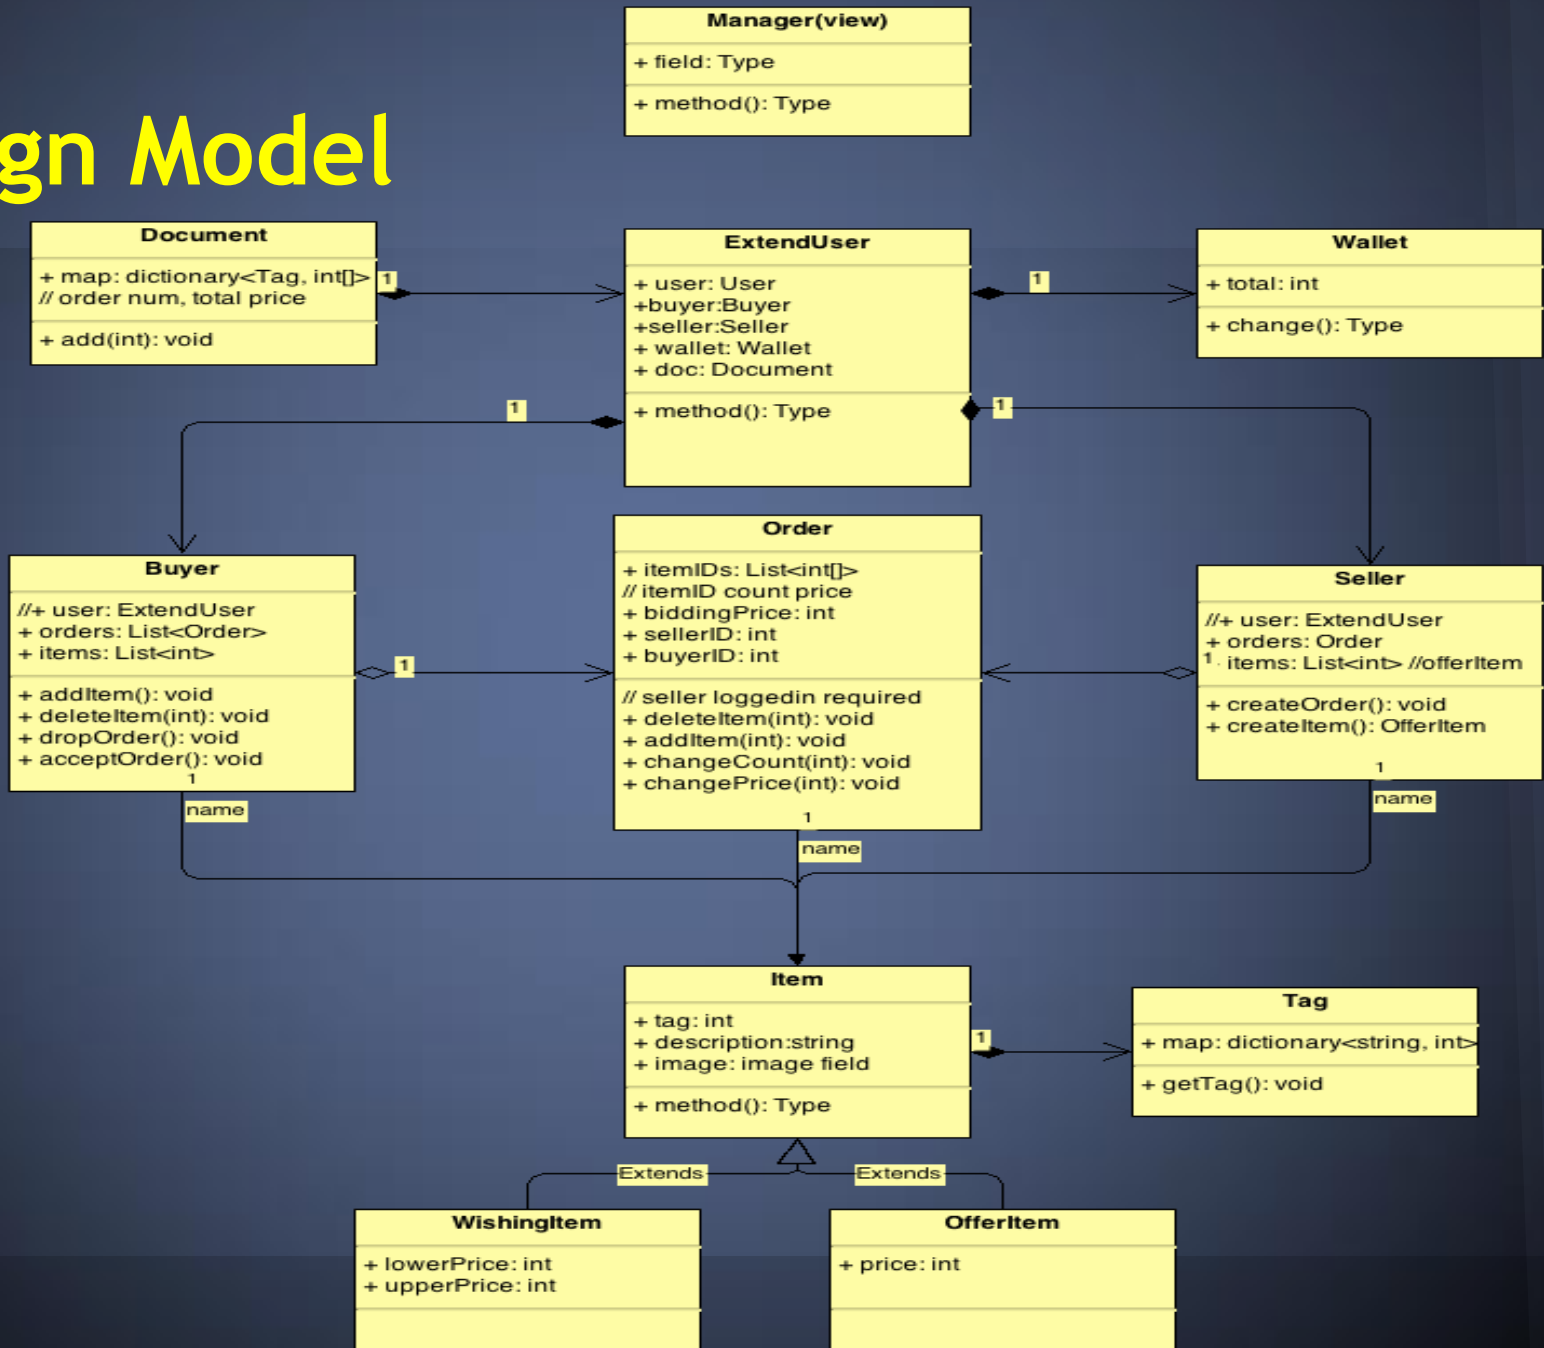 Manager(view)
+ field: Type
+ method(): Type
gn Model
Document
+ map: dictionary<Tag, int[]>
// order num, total price
+ add(int): void
1
ExtendUser
+ user: User
+buyer:Buyer
+seller:Seller
+ wallet: Wallet
+ doc: Document
+ method(): Type
1
Wallet
+ total: int
+ change(): Type
1
1
Buyer
//+ user: ExtendUser
+ orders: List<Order>
+ items: List<int>
+ addItem(): void
+ deleteItem(int): void
+ dropOrder(): void
+ acceptOrder(): void
1
name
1
Order
+ itemIDs: List<int[]>
// itemID count price
+ biddingPrice: int
+ sellerID: int
+ buyerID: int
// seller loggedin required
+ deleteItem(int): void
+ addItem(int): void
+ changeCount(int): void
+ changePrice(int): void
1
name
Seller
//+ user: ExtendUser
+ orders: Order
1 items: List<int> //offerItem
+ createOrder(): void
+ createItem(): OfferItem
1
name
Item
+ tag: int
+ description:string
+ image: image field
+ method(): Type
1
Tag
+ map: dictionary<string, int>
+ getTag(): void
Extends
Extends
WishingItem
+ lowerPrice: int
+ upperPrice: int
OfferItem
+ price: int